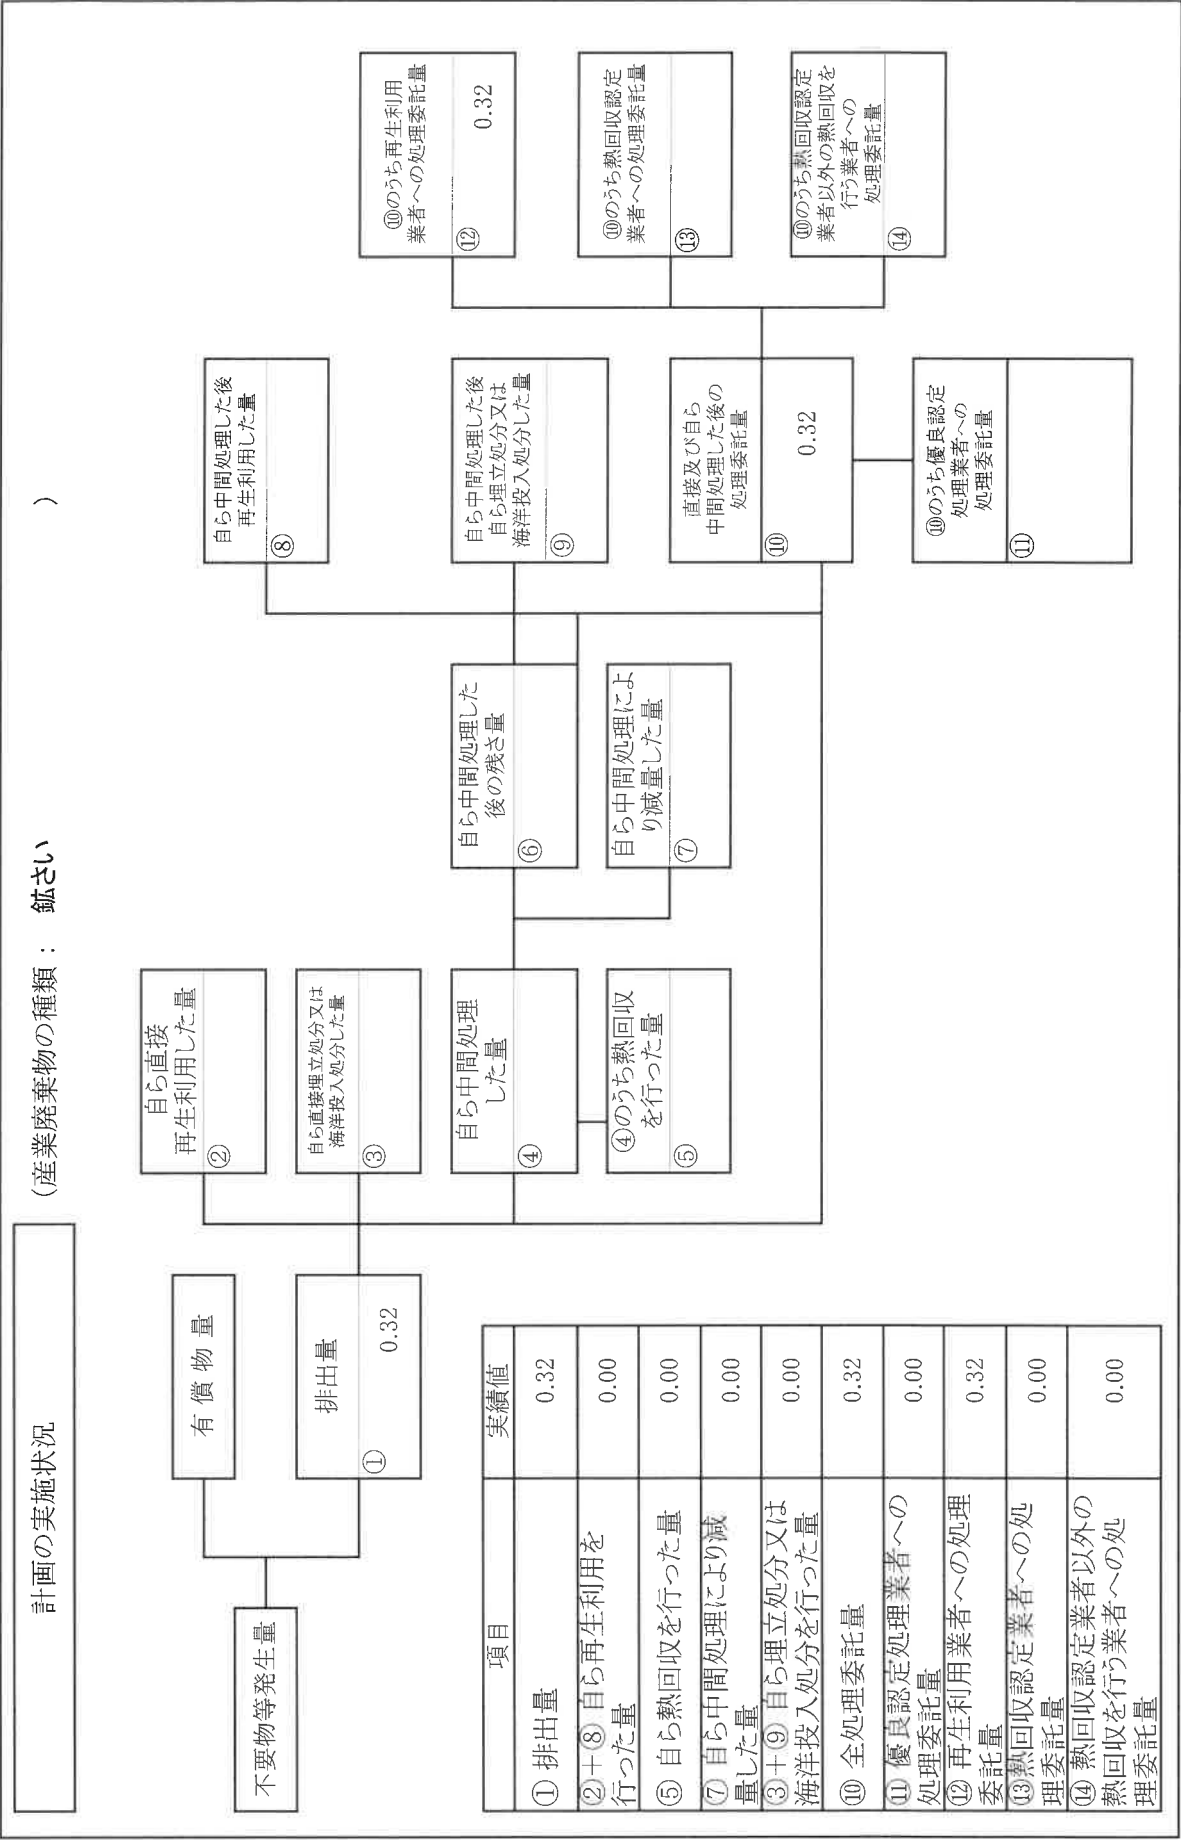 計画の実施状況
(産業廃棄物の種類： 鉱さい )
不要物等発生量
有償物量
排出量
① 0.32
自ら直接
再生利用した量
②
自ら直接埋立処分又は
海洋投入処分した量
③
自ら中間処理
した量
④
④のうち熱回収
を行った量
⑤
自ら中間処理した
後の残さ量
⑥
自ら中間処理によ
り減量した量
⑦
自ら中間処理した後
再生利用した量
⑧
自ら中間処理した後
自ら埋立処分又は
海洋投入処分した量
⑨
直接及び自ら
中間処理した後の
処理委託量
⑩ 0.32
⑩のうち優良認定
処理業者への
処理委託量
⑪
⑩のうち再生利用
業者への処理委託量
⑫ 0.32
⑩のうち熱回収認定
業者への処理委託量
⑬
⑩のうち熱回収認定
業者以外の熱回収を
行う業者への
処理委託量
⑭
項目 実績値
① 排出量 0.32
②＋⑧ 自ら再生利用を
行った量 0.00
⑤ 自ら熱回収を行った量 0.00
⑦ 自ら中間処理により減
量した量 0.00
③＋⑨ 自ら埋立処分又は
海洋投入処分を行った量 0.00
⑩ 全処理委託量 0.32
⑪ 優良認定処理業者への
処理委託量 0.00
⑫ 再生利用業者への処理
委託量 0.32
⑬熱回収認定業者への処
理委託量 0.00
⑭ 熱回収認定業者以外の
熱回収を行う業者への処
理委託量 0.00